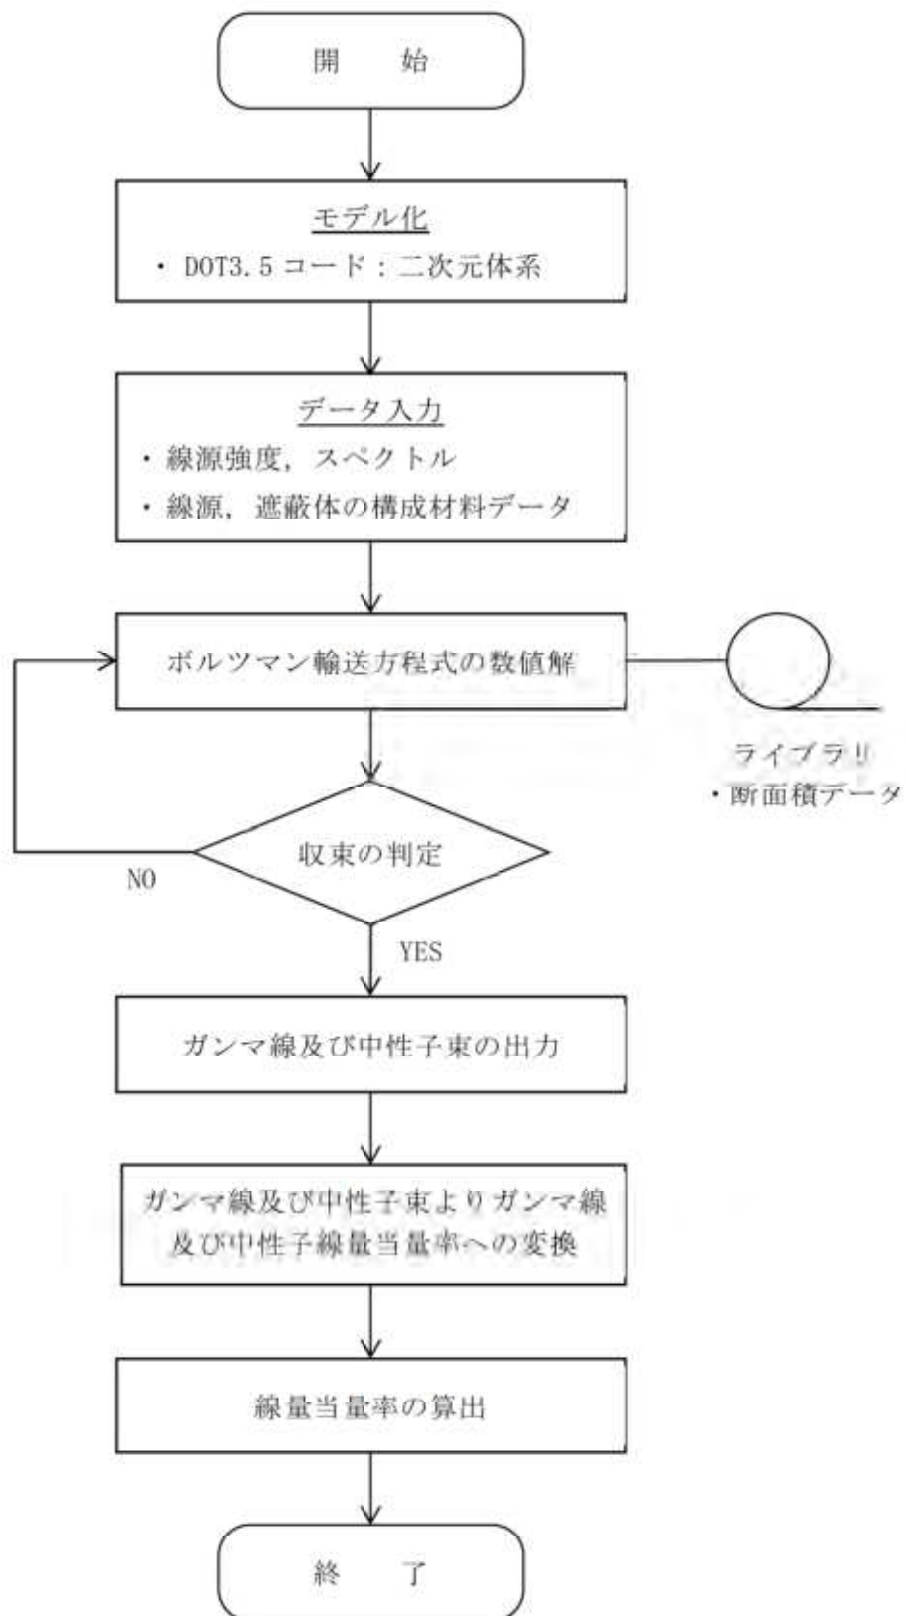 開　始
モデル化
・ DOT3.5 コード：二次元体系
データ入力
・線源強度，スペクトル
・線源，遮蔽体の構成材料データ
ボルツマン輸送方程式の数値解
ライブラリ
・断面積データ
収束の判定
NO
YES
ガンマ線及び中性子束の出力
ガンマ線及び中性子束よりガンマ線
及び中性子線量当量率への変換
線量当量率の算出
終　了